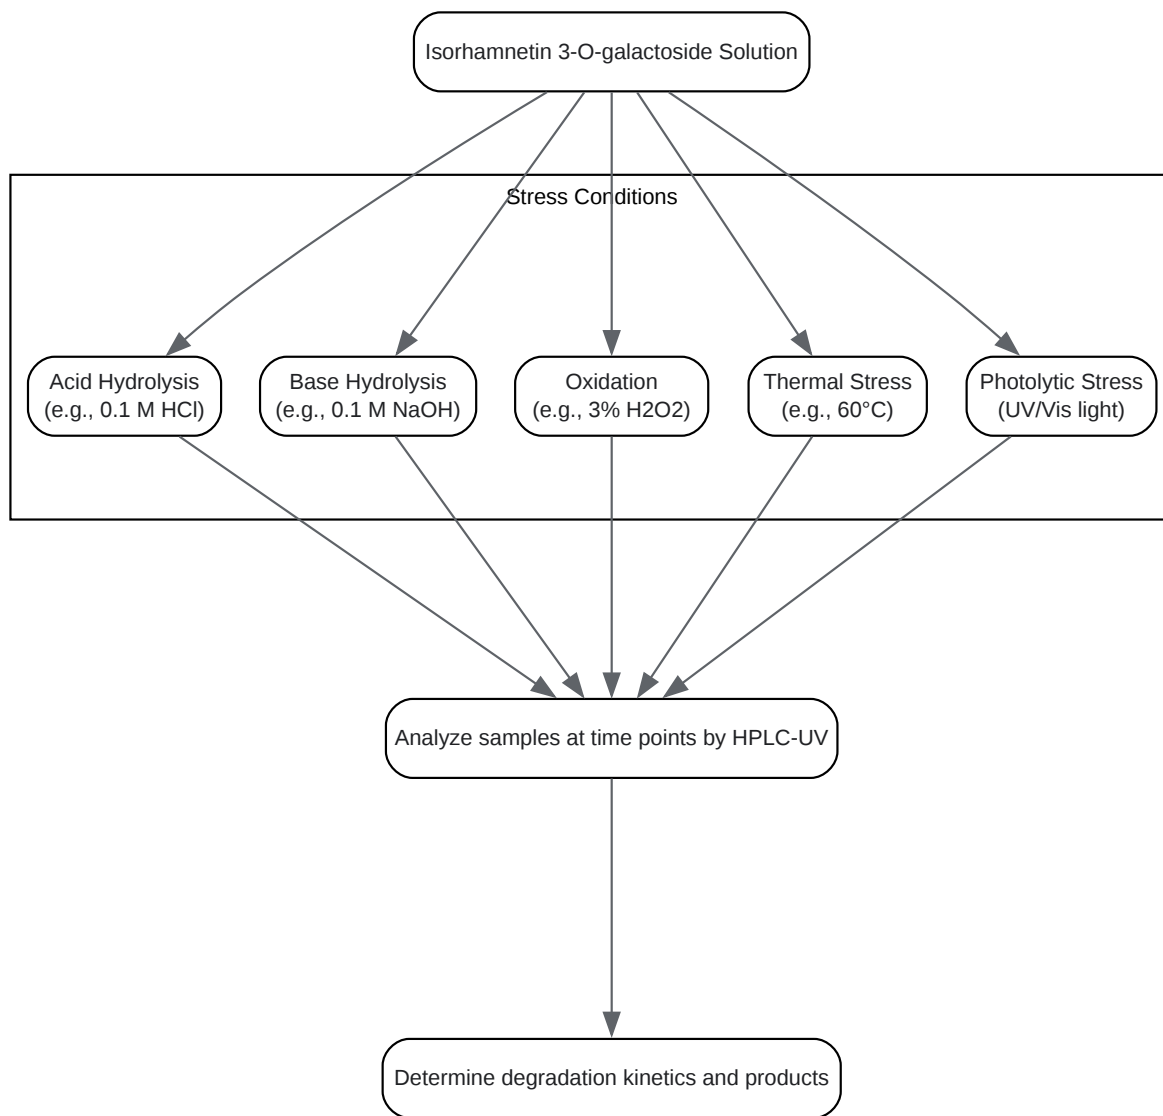 Isorhamnetin 3-O-galactoside Solution
Stress Conditions
Acid Hydrolysis
(e.g., 0.1 M HCl)
Base Hydrolysis
(e.g., 0.1 M NaOH)
Oxidation
(e.g., 3% H2O2)
Thermal Stress
(e.g., 60°C)
Photolytic Stress
(UV/Vis light)
Analyze samples at time points by HPLC-UV
Determine degradation kinetics and products